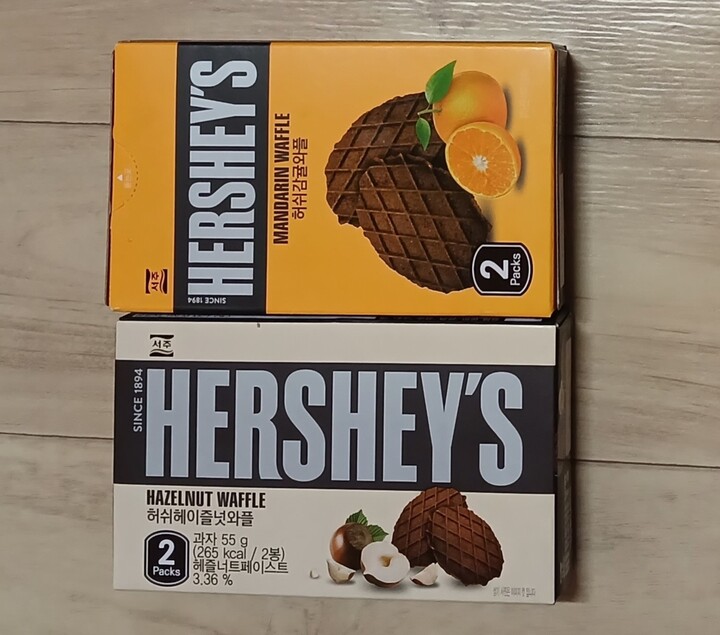 HERSHEY'S
SINCE 1894
MANDARIN WAFFLE
허쉬감귤와플
서주
2
Packs
서주
SINCE 1894
HERSHEY'S
HAZELNUT WAFFLE
허쉬헤이즐넛와플
2
Packs
과자 55 g
(265 kcal / 2봉)
헤즐너트페이스트
3.36 %